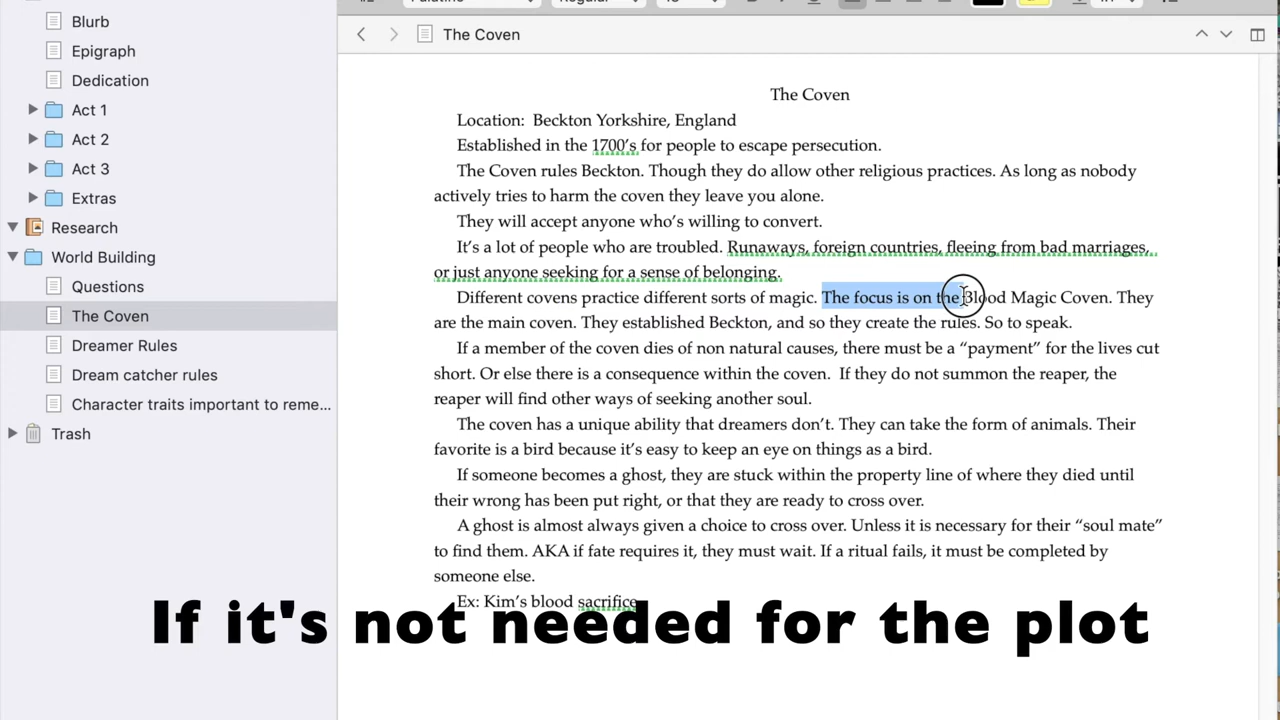 Blurb
Epigraph
Dedication
Act 1
Act 2
Act 3
Extras
Research
World Building
Questions
The Coven
Dreamer Rules
Dream catcher rules
Character traits important to reme...
Trash
The Coven
The Coven
Location:  Beckton Yorkshire, England
Established in the 1700's for people to escape persecution.
The Coven rules Beckton. Though they do allow other religious practices. As long as nobody
actively tries to harm the coven they leave you alone.
They will accept anyone who's willing to convert.
It's a lot of people who are troubled. Runaways, foreign countries, fleeing from bad marriages,
or just anyone seeking for a sense of belonging.
Different covens practice different sorts of magic. The focus is on the Blood Magic Coven. They
are the main coven. They established Beckton, and so they create the rules. So to speak.
If a member of the coven dies of non natural causes, there must be a “payment” for the lives cut
short. Or else there is a consequence within the coven.  If they do not summon the reaper, the
reaper will find other ways of seeking another soul.
The coven has a unique ability that dreamers don't. They can take the form of animals. Their
favorite is a bird because it's easy to keep an eye on things as a bird.
If someone becomes a ghost, they are stuck within the property line of where they died until
their wrong has been put right, or that they are ready to cross over.
A ghost is almost always given a choice to cross over. Unless it is necessary for their “soul mate”
to find them. AKA if fate requires it, they must wait. If a ritual fails, it must be completed by
someone else.
Ex: Kim's blood sacrifice
If it's not needed for the plot